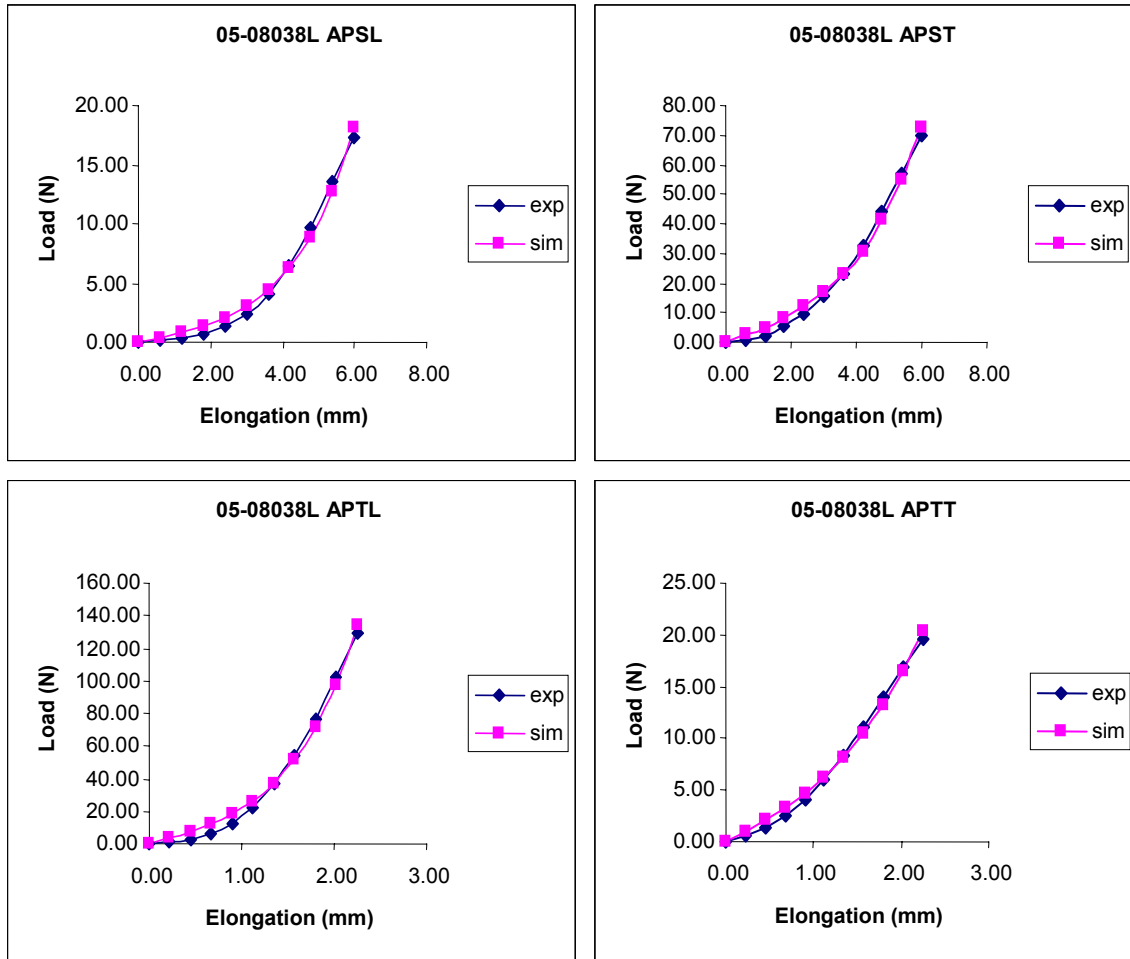 05-08038L APSL
20.00
15.00
10.00
5.00
0.00
Load (N)
0.00 2.00 4.00 6.00 8.00
Elongation (mm)
exp
sim
05-08038L APST
80.00
70.00
60.00
50.00
40.00
30.00
20.00
10.00
0.00
Load (N)
0.00 2.00 4.00 6.00 8.00
Elongation (mm)
exp
sim
05-08038L APTL
160.00
140.00
120.00
100.00
80.00
60.00
40.00
20.00
0.00
Load (N)
0.00 1.00 2.00 3.00
Elongation (mm)
exp
sim
05-08038L APTT
25.00
20.00
15.00
10.00
5.00
0.00
Load (N)
0.00 1.00 2.00 3.00
Elongation (mm)
exp
sim